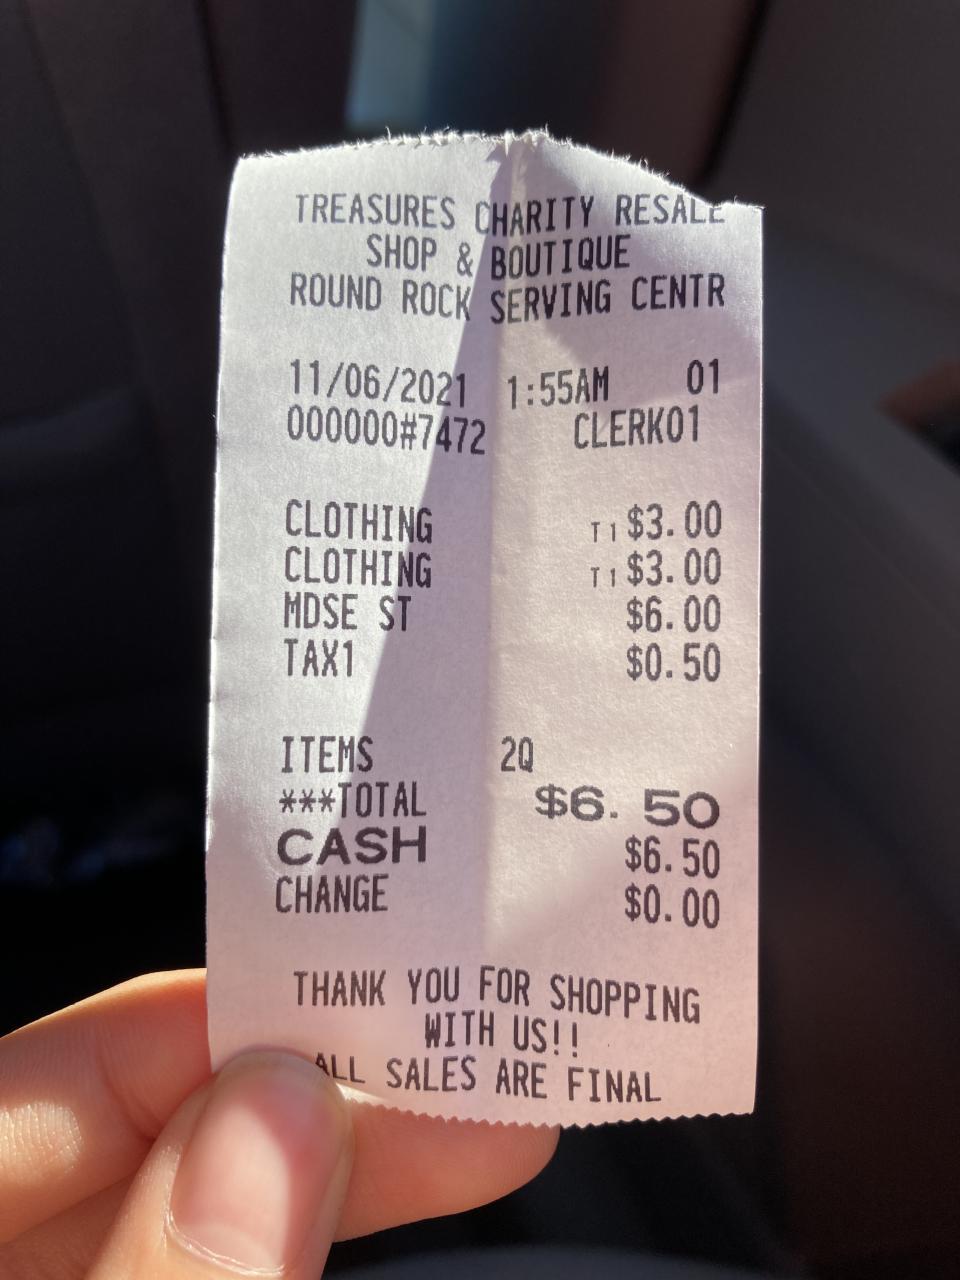 TREASURES CHARITY RESALE
SHOP & BOUTIQUE
ROUND ROCK SERVING CENTR
11/06/2021 1:55AM 01
000000#7472 CLERK01
CLOTHING T1 $3.00
CLOTHING T1 $3.00
MDSE ST $6.00
TAX1 $0.50
ITEMS 2Q
***TOTAL $6.50
CASH $6.50
CHANGE $0.00
THANK YOU FOR SHOPPING
WITH US!!
ALL SALES ARE FINAL